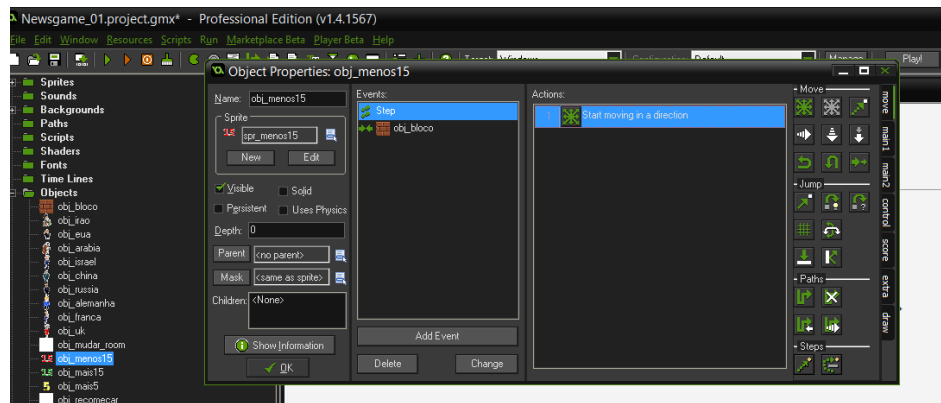 Newsgame_01.project.gmx* - Professional Edition (v1.4.1567)
File Edit Window Resources Scripts Run Marketplace Beta Player Beta Help
Target: Windows Configuration: Default Manage Play!
Sprites
Sounds
Backgrounds
Paths
Scripts
Shaders
Fonts
Time Lines
Objects
obj_bloco
obj_irao
obj_eua
obj_arabia
obj_israel
obj_china
obj_russia
obj_alemanha
obj_franca
obj_uk
obj_mudar_room
obj_menos15
obj_mais15
obj_mais5
obj_recomecar
Object Properties: obj_menos15
Name: obj_menos15
Sprite
spr_menos15
New Edit
Visible Solid
Persistent Uses Physics
Depth: 0
Parent <no parent>
Mask <same as sprite>
Children: <None>
Show Information
OK
Events:
Step
obj_bloco
Add Event
Delete Change
Actions:
1 Start moving in a direction
Move
Jump
Paths
Steps
move
main1
main2
control
score
extra
draw